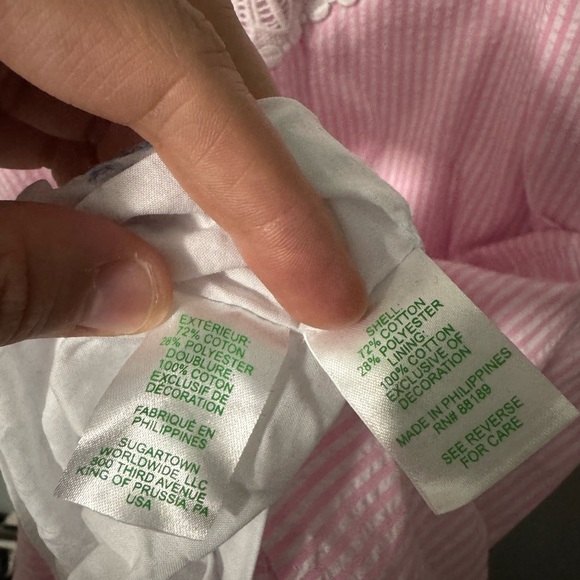 EXTERIEUR:
72% COTON
28% POLYESTER
DOUBLURE
100% COTON
EXCLUSIF DE
DÉCORATION
FABRIQUÉ EN
PHILIPPINES
SUGARTOWN
WORLDWIDE, LLC
800 THIRD AVENUE
KING OF PRUSSIA, PA
USA
SHELL:
72% COTTON
28% POLYESTER
LINING:
100% COTTON
EXCLUSIVE OF
DECORATION
MADE IN PHILIPPINES
RN# 88189
SEE REVERSE
FOR CARE